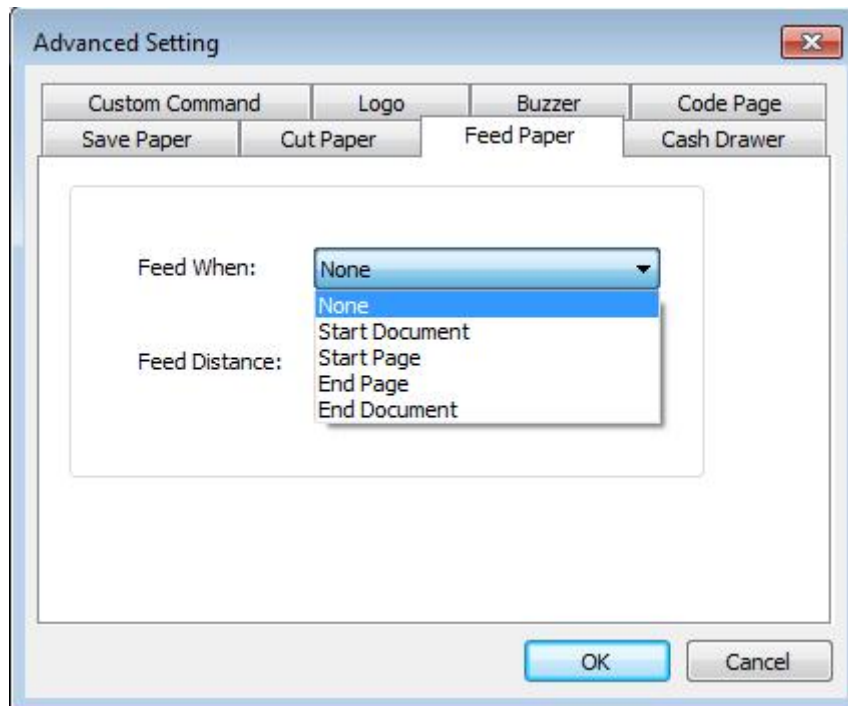 Advanced Setting
Custom Command Logo Buzzer Code Page
Save Paper Cut Paper Feed Paper Cash Drawer
Feed When: None
None
Start Document
Feed Distance: Start Page
End Page
End Document
OK Cancel